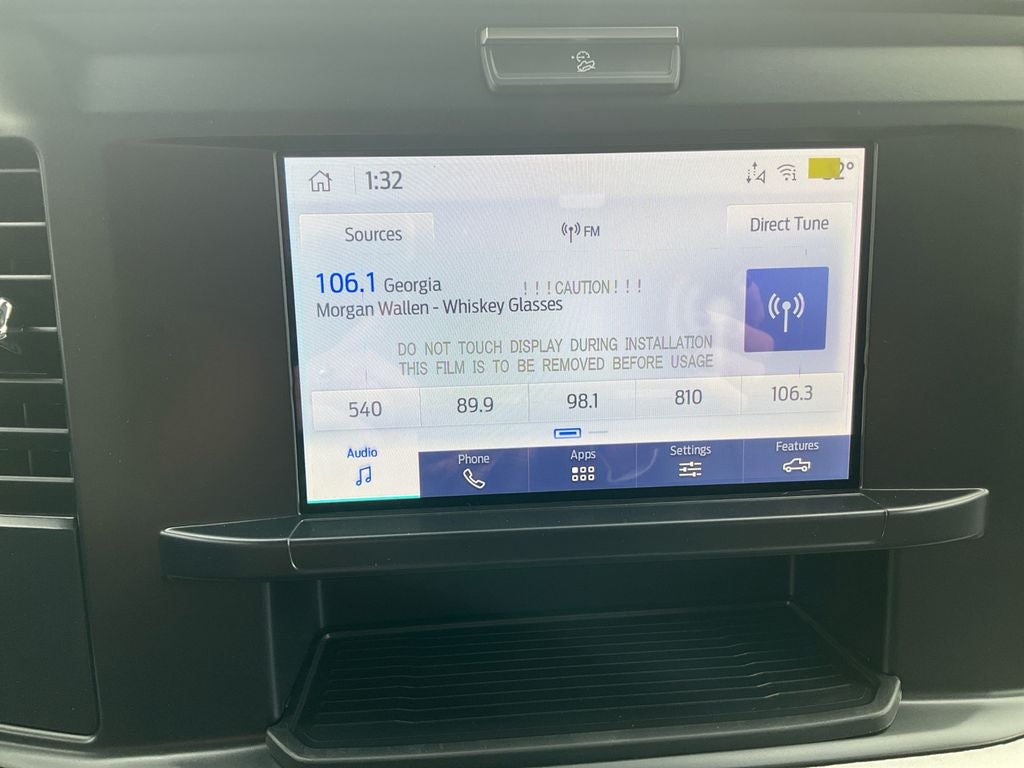 1:32
2°
Sources
FM
Direct Tune
106.1 Georgia
!!!CAUTION!!!
Morgan Wallen - Whiskey Glasses
DO NOT TOUCH DISPLAY DURING INSTALLATION
THIS FILM IS TO BE REMOVED BEFORE USAGE
540
89.9
98.1
810
106.3
Audio
Phone
Apps
Settings
Features